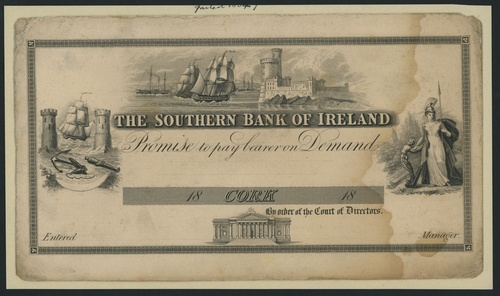 THE SOUTHERN BANK OF IRELAND
Promise to pay bearer on Demand
18 CORK 18
By order of the Court of Directors.
Entered Manager.